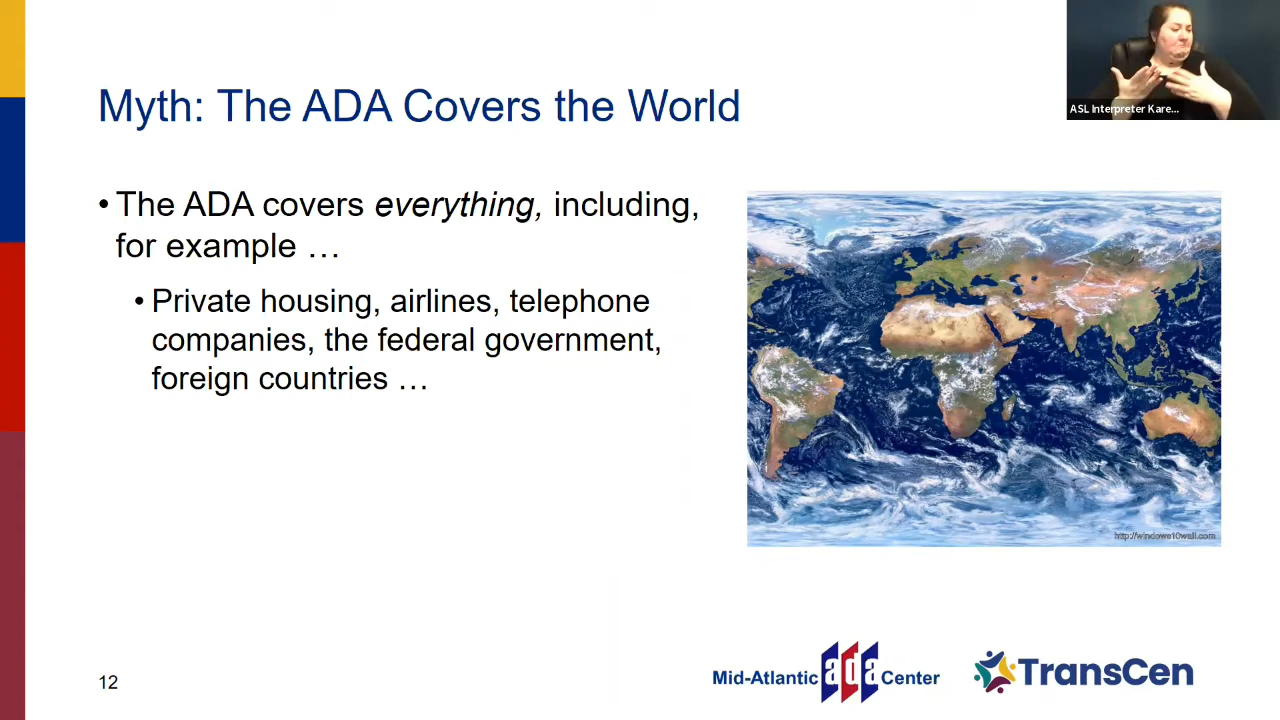 ASL Interpreter Kare...
Myth: The ADA Covers the World
• The ADA covers everything, including,
for example …
• Private housing, airlines, telephone
companies, the federal government,
foreign countries …
http://windows10wall.com
12
Mid-Atlantic ada Center
TransCen